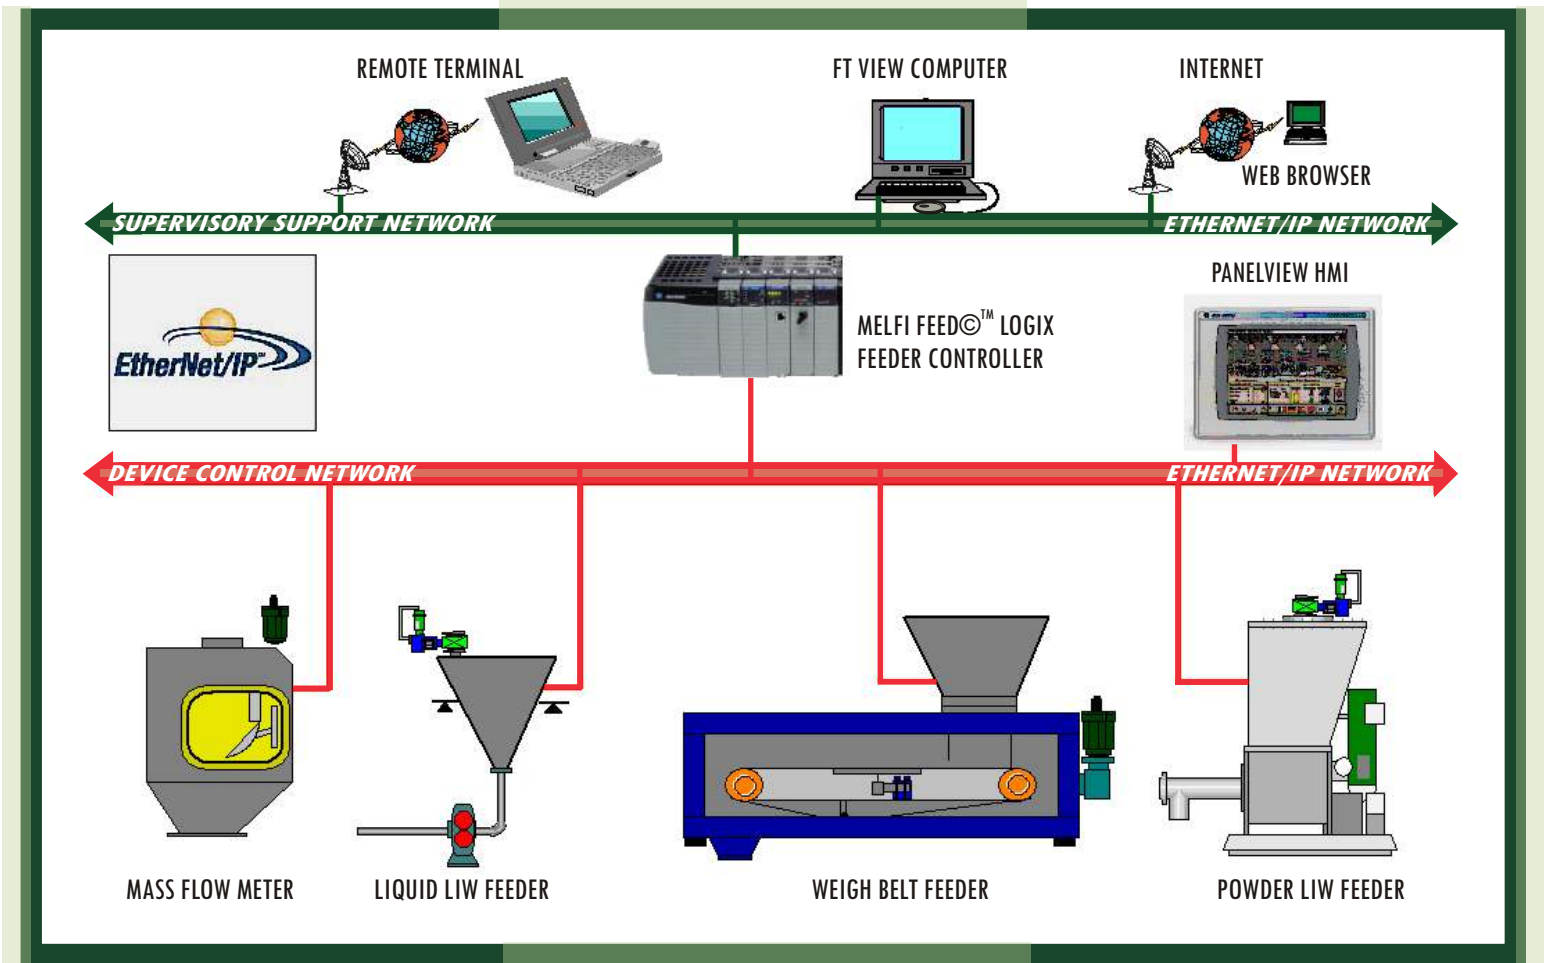 REMOTE TERMINAL
FT VIEW COMPUTER
INTERNET
WEB BROWSER
SUPERVISORY SUPPORT NETWORK
ETHERNET/IP NETWORK
EtherNet/IP™
MELFI FEED©™ LOGIX
FEEDER CONTROLLER
PANELVIEW HMI
DEVICE CONTROL NETWORK
ETHERNET/IP NETWORK
MASS FLOW METER
LIQUID LIW FEEDER
WEIGH BELT FEEDER
POWDER LIW FEEDER